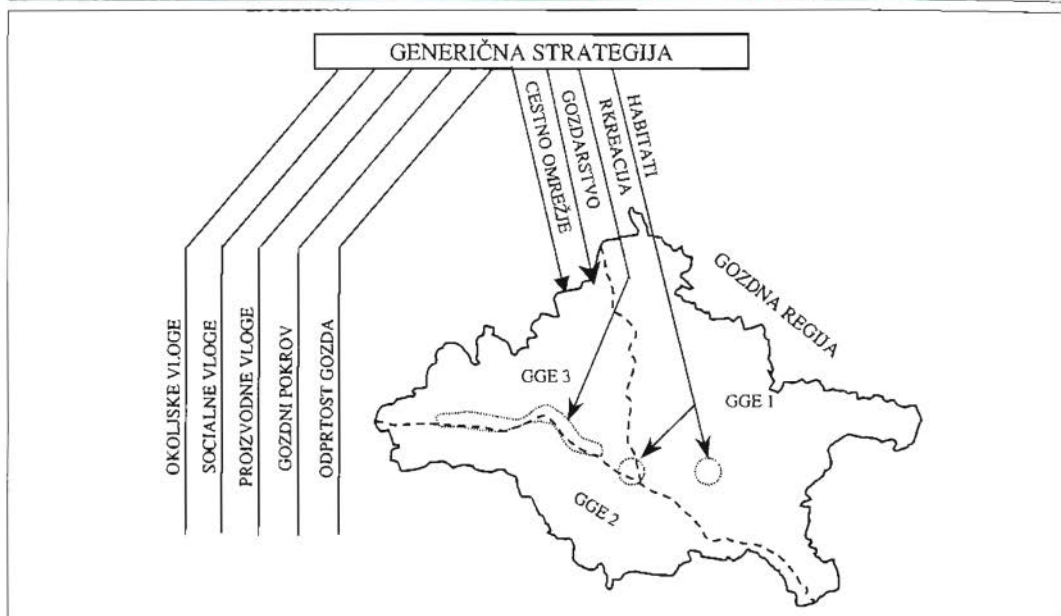 GENERIČNA STRATEGIJA
CESTNO OMREŽJE
GOZDARSTVO
RKREACIJA
HABITATI
GOZDNA REGIJA
OKOLJSKE VLOGE
SOCIALNE VLOGE
PROIZVODNE VLOGE
GOZDNI POKROV
ODPRTOST GOZDA
GGE 3
GGE 1
GGE 2